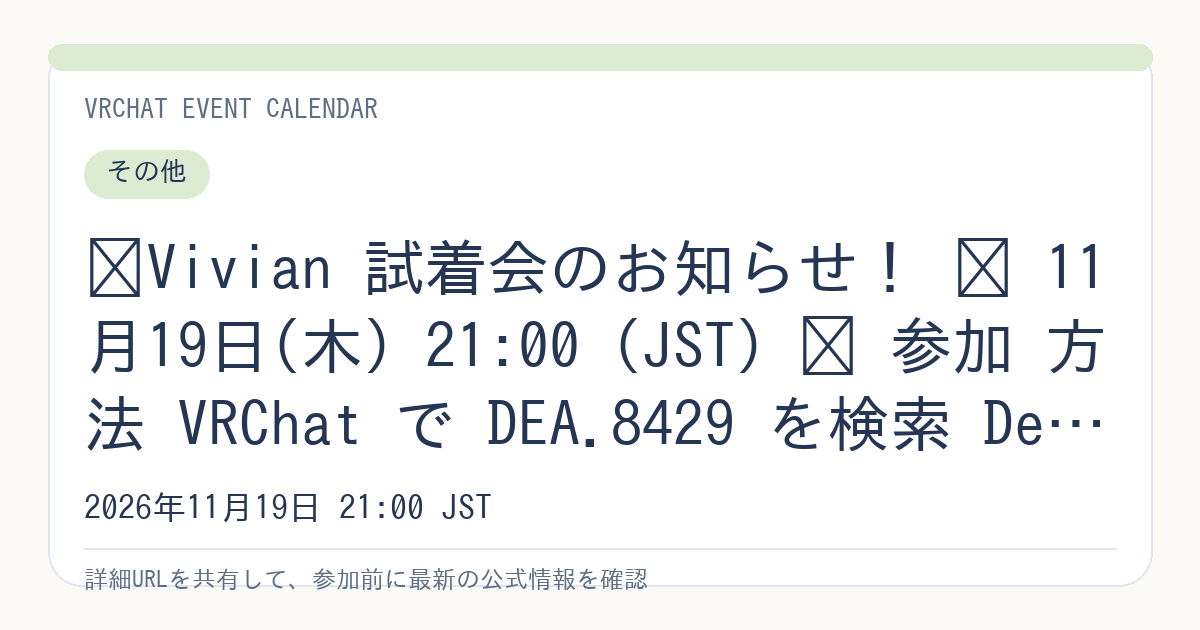 VRCHAT EVENT CALENDAR
その他
Vivian 試着会のお知らせ! 11
月19日(木) 21:00 (JST) 参加 方
法 VRChat で DEA.8429 を検索 De…
2026年11月19日 21:00 JST
詳細URLを共有して、参加前に最新の公式情報を確認